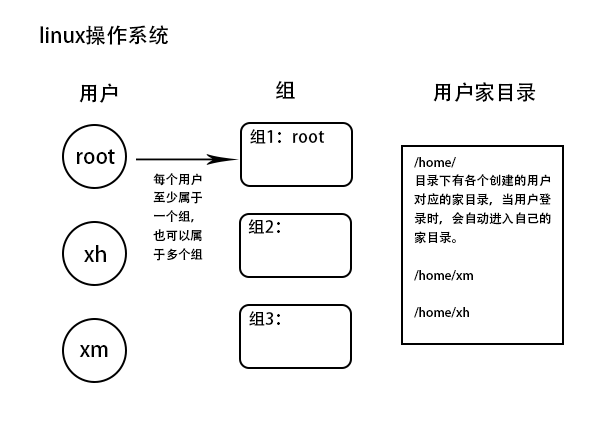 linux操作系统
用户
组
用户家目录
root
组1：root
每个用户
至少属于
一个组，
也可以属
于多个组
xh
组2：
xm
组3：
/home/
目录下有各个创建的用户
对应的家目录，当用户登
录时，会自动进入自己的
家目录。
/home/xm
/home/xh